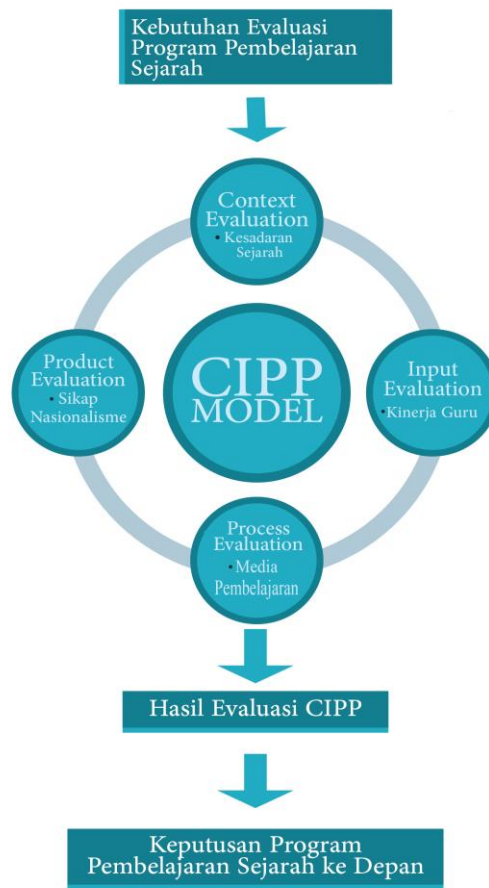 Kebutuhan Evaluasi
Program Pembelajaran
Sejarah
Context
Evaluation
• Kesadaran
Sejarah
Product
Evaluation
• Sikap
Nasionalisme
CIPP
MODEL
Input
Evaluation
• Kinerja Guru
Process
Evaluation
• Media
Pembelajaran
Hasil Evaluasi CIPP
Keputusan Program
Pembelajaran Sejarah ke Depan